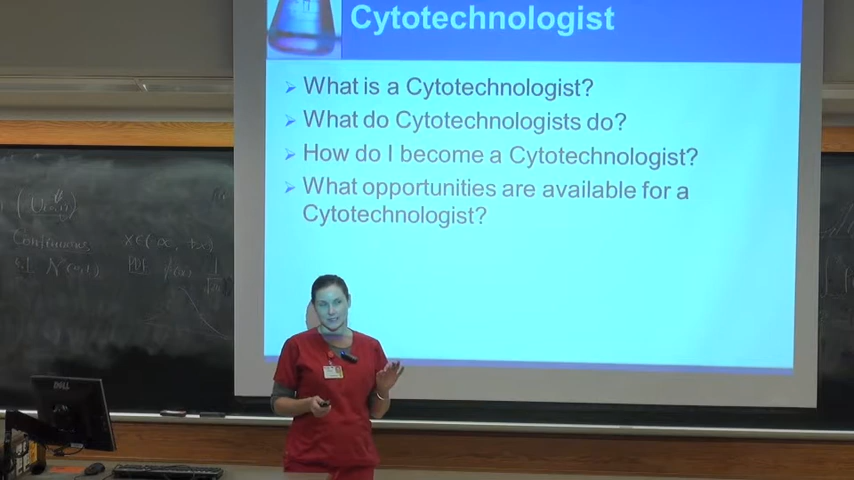 Cytotechnologist
What is a Cytotechnologist?
What do Cytotechnologists do?
How do I become a Cytotechnologist?
What opportunities are available for a
Cytotechnologist?
Continuous
PDF
DELL